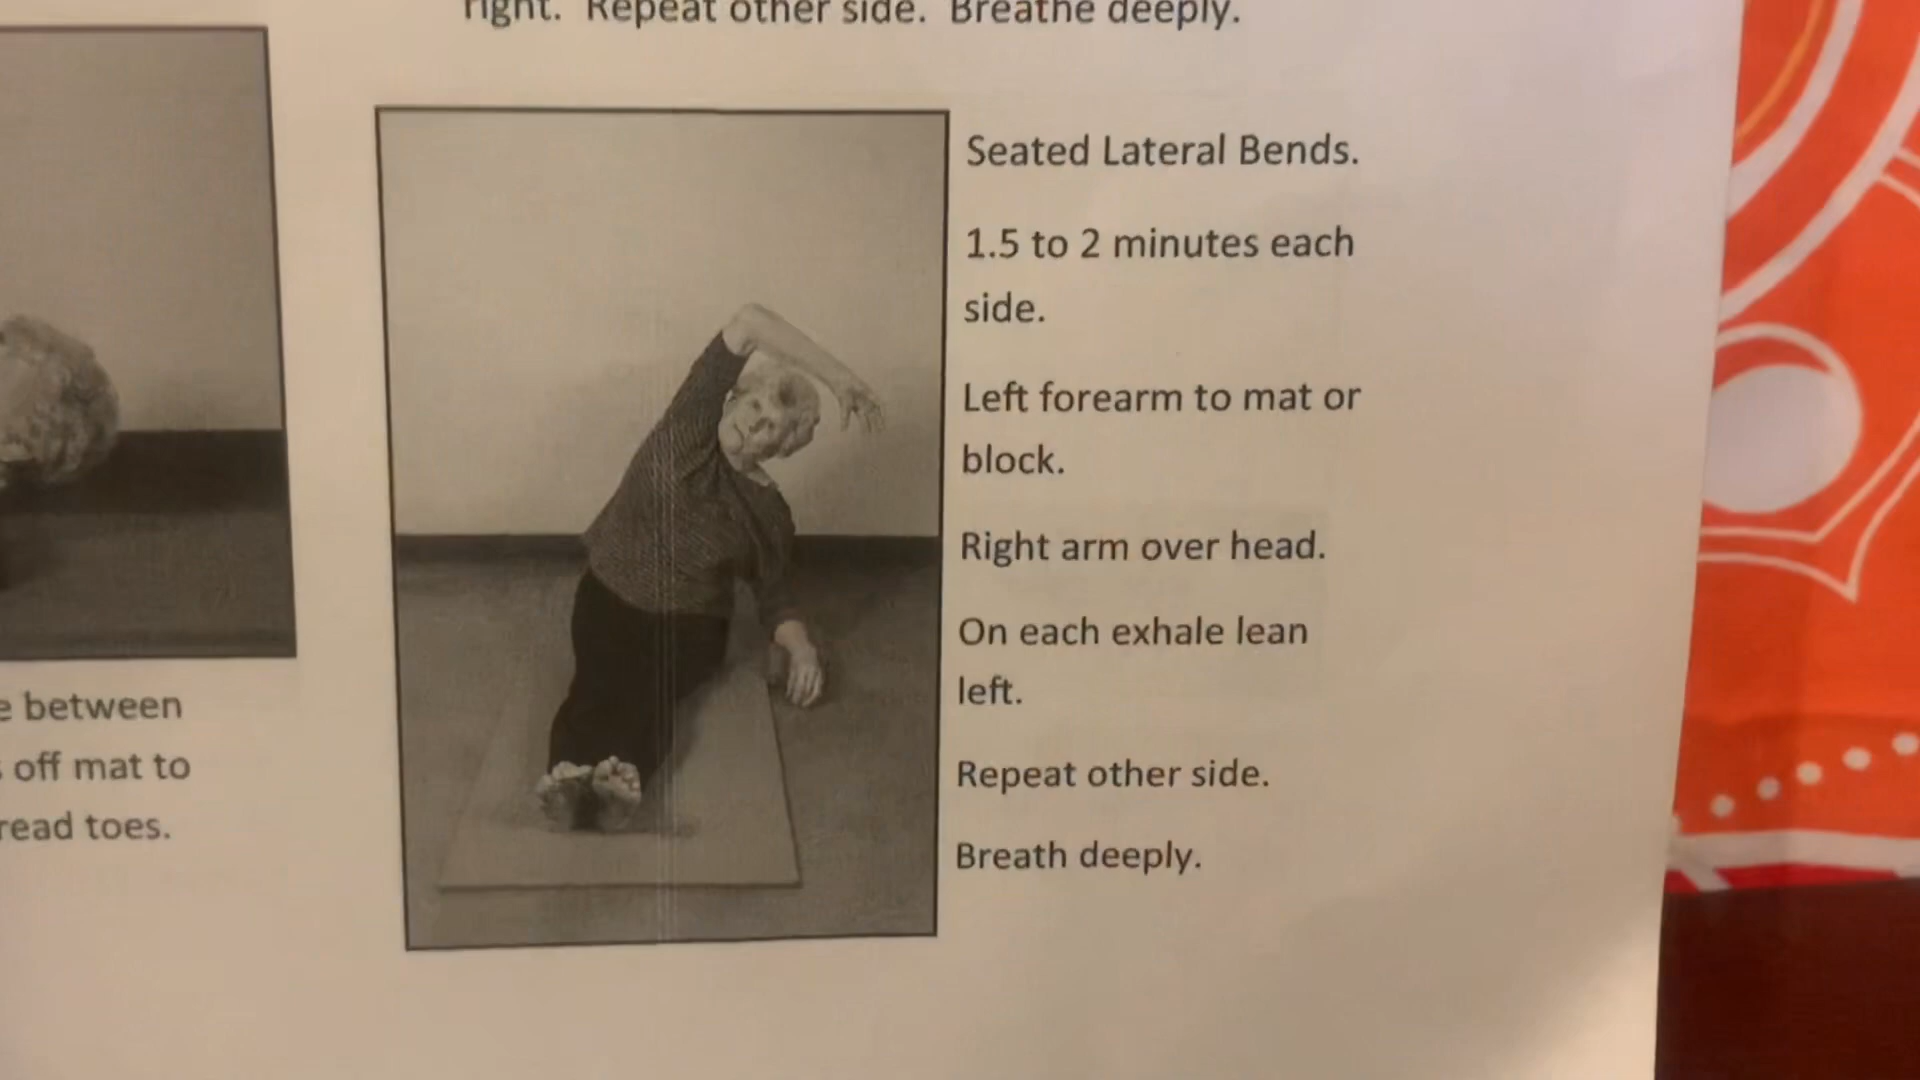 right. Repeat other side. Breathe deeply.
Seated Lateral Bends.
1.5 to 2 minutes each
side.
Left forearm to mat or
block.
Right arm over head.
On each exhale lean
left.
Repeat other side.
Breath deeply.
between
off mat to
toes.